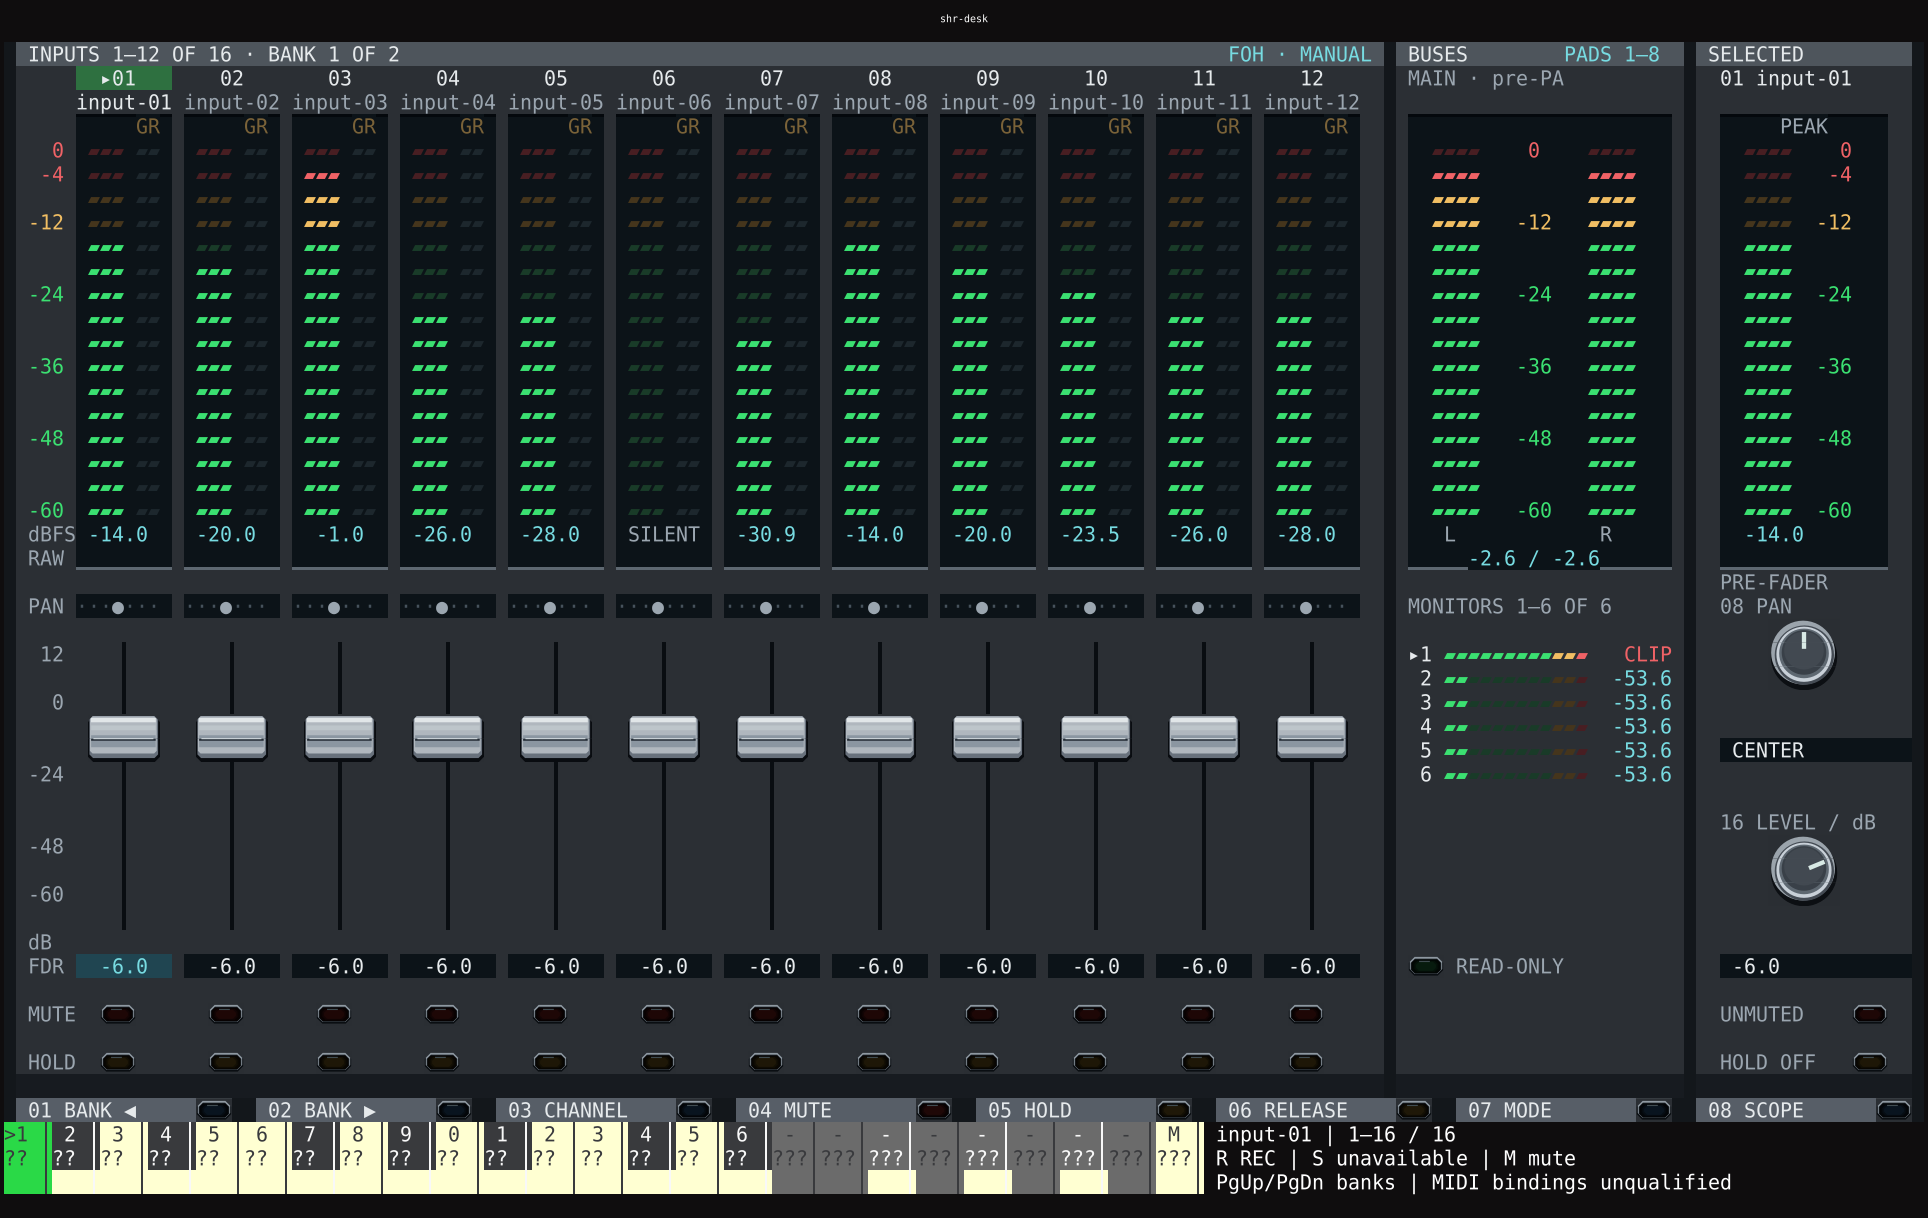 shr-desk
INPUTS 1–12 OF 16 · BANK 1 OF 2 FOH · MANUAL BUSES PADS 1–8 SELECTED
▸01 02 03 04 05 06 07 08 09 10 11 12 MAIN · pre-PA 01 input-01
input-01 input-02 input-03 input-04 input-05 input-06 input-07 input-08 input-09 input-10 input-11 input-12
GR GR GR GR GR GR GR GR GR GR GR GR PEAK
0 0 0
-4 -4
-12 -12 -12
-24 -24 -24
-36 -36 -36
-48 -48 -48
-60 -60 -60
dBFS -14.0 -20.0 -1.0 -26.0 -28.0 SILENT -30.9 -14.0 -20.0 -23.5 -26.0 -28.0 L R -14.0
RAW -2.6 / -2.6
PRE-FADER
PAN MONITORS 1–6 OF 6 08 PAN
12 ▸1 CLIP
2 -53.6
0 3 -53.6
4 -53.6
5 -53.6 CENTER
-24 6 -53.6
16 LEVEL / dB
-48
-60
dB
FDR -6.0 -6.0 -6.0 -6.0 -6.0 -6.0 -6.0 -6.0 -6.0 -6.0 -6.0 -6.0 READ-ONLY -6.0
MUTE UNMUTED
HOLD HOLD OFF
01 BANK ◀ 02 BANK ▶ 03 CHANNEL 04 MUTE 05 HOLD 06 RELEASE 07 MODE 08 SCOPE
>1 2 3 4 5 6 7 8 9 0 1 2 3 4 5 6 - - - - - - - - M input-01 | 1–16 / 16
?? ?? ?? ?? ?? ?? ?? ?? ?? ?? ?? ?? ?? ?? ?? ?? ??? ??? ??? ??? ??? ??? ??? ??? ??? R REC | S unavailable | M mute
PgUp/PgDn banks | MIDI bindings unqualified